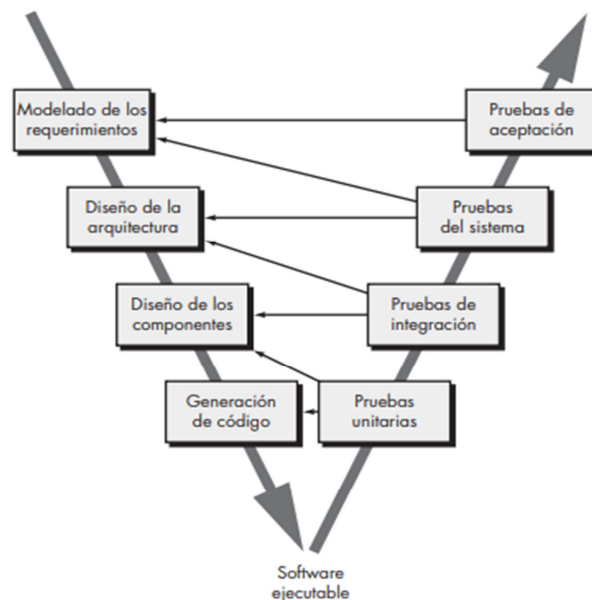 Modelado de los
requerimientos
Pruebas de
aceptación
Diseño de la
arquitectura
Pruebas
del sistema
Diseño de los
componentes
Pruebas de
integración
Generación
de código
Pruebas
unitarias
Software
ejecutable